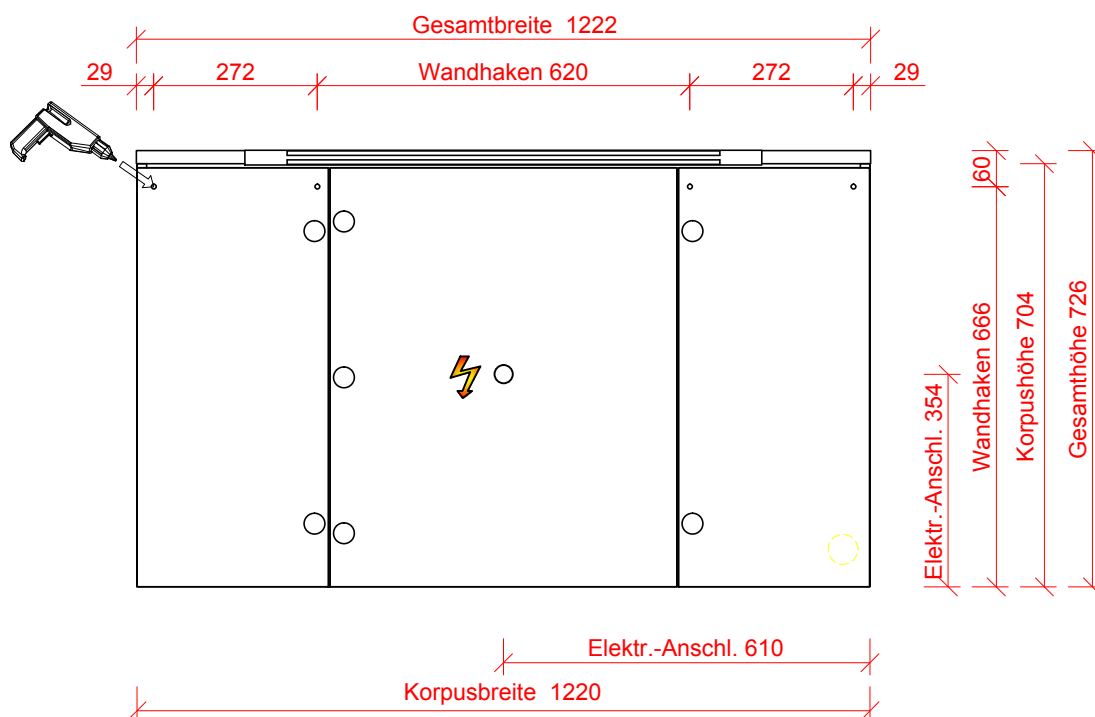 Gesamtbreite 1222
29
272
Wandhaken 620
272
29
60
Elektr.-Anschl. 354
Wandhaken 666
Korpushöhe 704
Gesamthöhe 726
Elektr.-Anschl. 610
Korpusbreite 1220